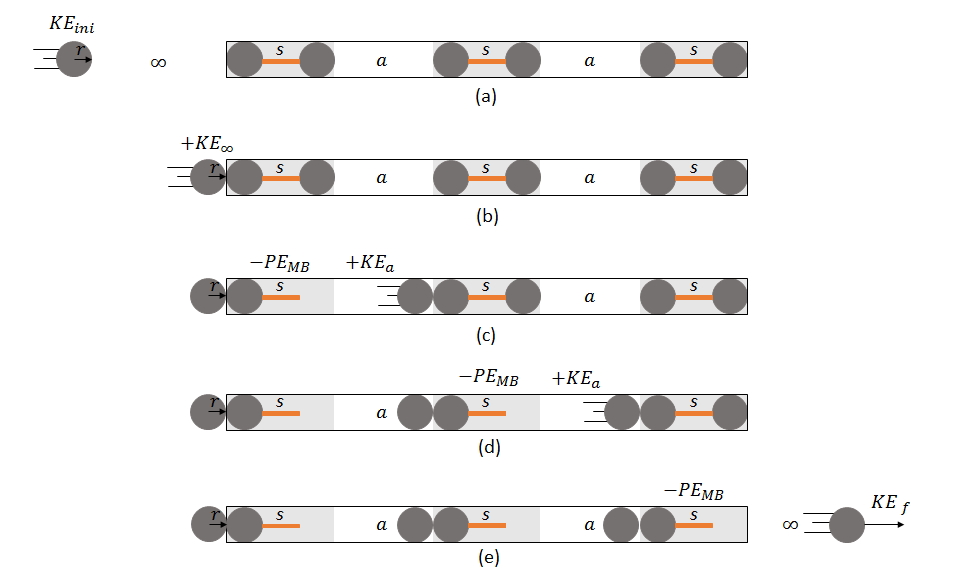 KE_ini
r ∞ s a s a s
(a)
+KE_∞
r s a s a s
(b)
−PE_MB +KE_a
r s s a s
(c)
−PE_MB +KE_a
r s a s s
(d)
−PE_MB
r s a s a s ∞ KE_f
(e)